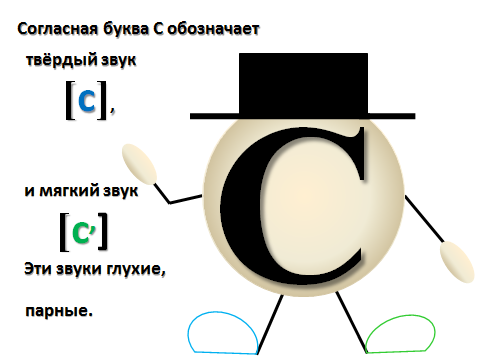 Согласная буква С обозначает
твёрдый звук
[с],
и мягкий звук
[с’]
Эти звуки глухие,
парные.
С